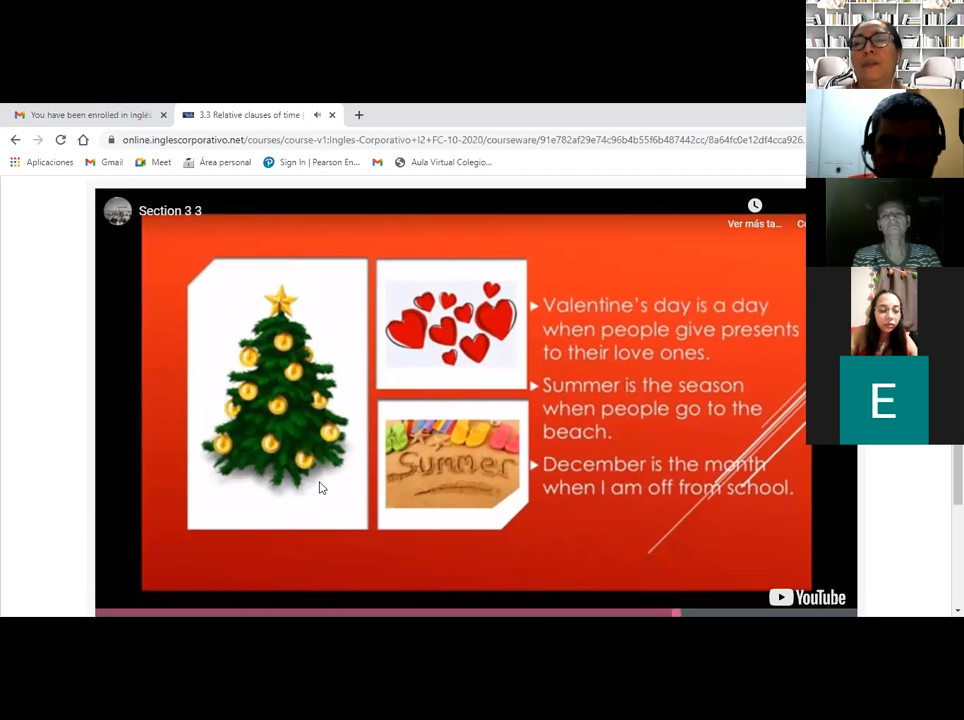 You have been enrolled in Inglés
3.3 Relative clauses of time |
online.inglescorporativo.net/courses/course-v1:Ingles-Corporativo+I2+FC-10-2020/courseware/91e782af29e74c96b4b55f6b487442cc/8a64fc0e12df4cca926...
Aplicaciones Gmail Meet Área personal Sign In | Pearson En... Aula Virtual Colegio...
Section 3 3
Ver más ta...
Valentine's day is a day
when people give presents
to their love ones.
Summer is the season
when people go to the
beach.
December is the month
when I am off from school.
Summer
YouTube
E